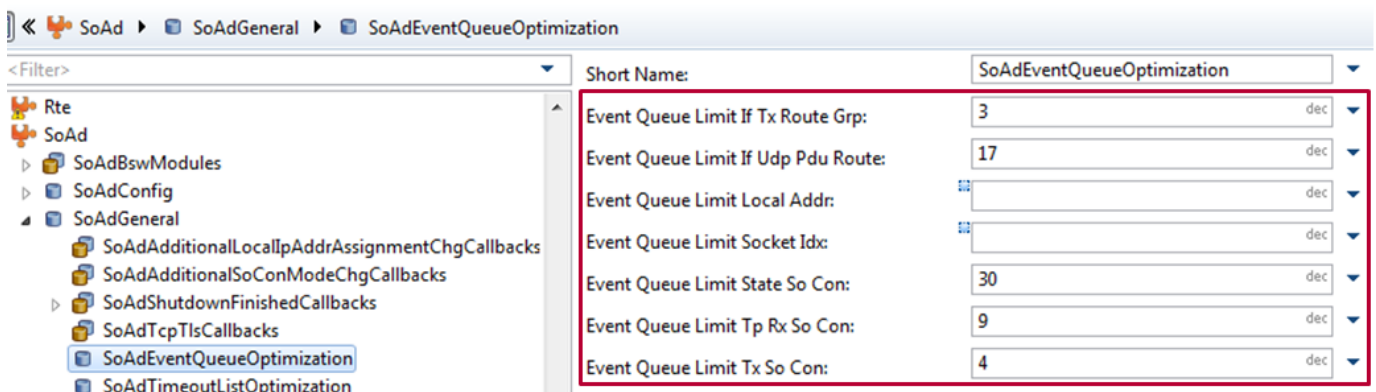 « SoAd SoAdGeneral SoAdEventQueueOptimization
<Filter>
Rte
SoAd
SoAdBswModules
SoAdConfig
SoAdGeneral
SoAdAdditionalLocalIpAddrAssignmentChgCallbacks
SoAdAdditionalSoConModeChgCallbacks
SoAdShutdownFinishedCallbacks
SoAdTcpTlsCallbacks
SoAdEventQueueOptimization
SoAdTimeoutListOptimization
Short Name: SoAdEventQueueOptimization
Event Queue Limit If Tx Route Grp: 3 dec
Event Queue Limit If Udp Pdu Route: 17 dec
Event Queue Limit Local Addr: dec
Event Queue Limit Socket Idx: dec
Event Queue Limit State So Con: 30 dec
Event Queue Limit Tp Rx So Con: 9 dec
Event Queue Limit Tx So Con: 4 dec